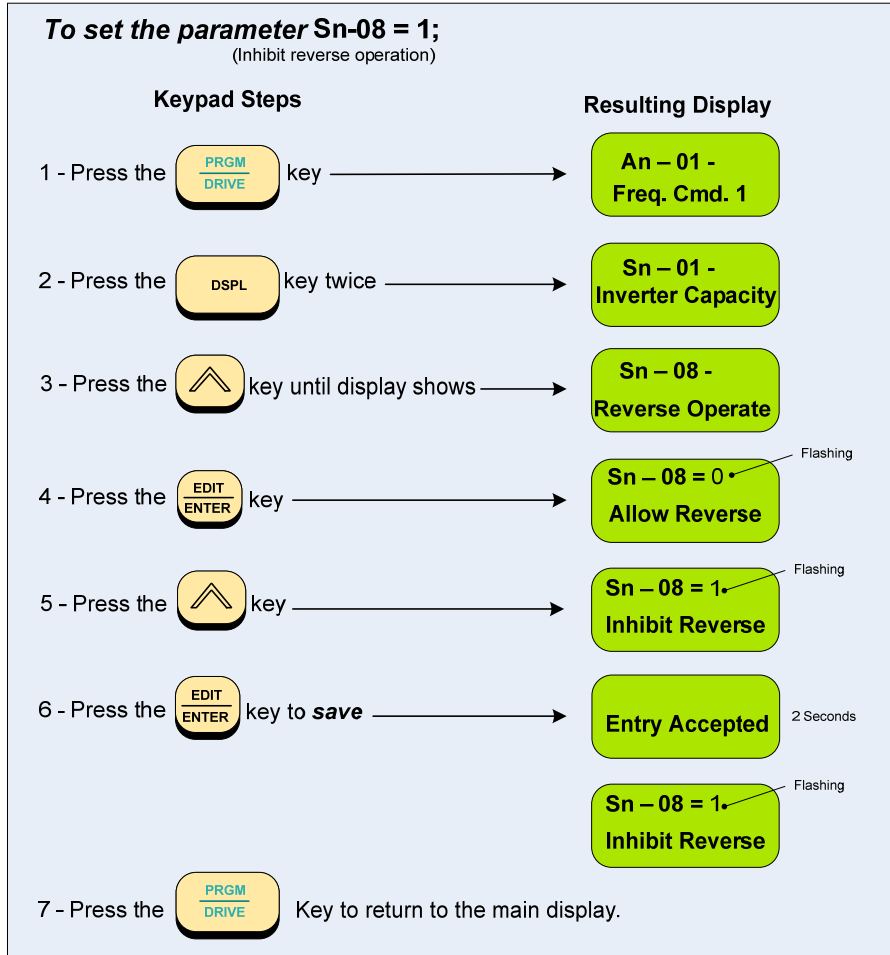 To set the parameter Sn-08 = 1;
(Inhibit reverse operation)
Keypad Steps
Resulting Display
1 - Press the PRGM DRIVE key
An – 01 -
Freq. Cmd. 1
2 - Press the DSPL key twice
Sn – 01 -
Inverter Capacity
3 - Press the key until display shows
Sn – 08 -
Reverse Operate
4 - Press the EDIT ENTER key
Sn – 08 = 0
Allow Reverse
Flashing
5 - Press the key
Sn – 08 = 1
Inhibit Reverse
Flashing
6 - Press the EDIT ENTER key to save
Entry Accepted
2 Seconds
Sn – 08 = 1
Inhibit Reverse
Flashing
7 - Press the PRGM DRIVE Key to return to the main display.